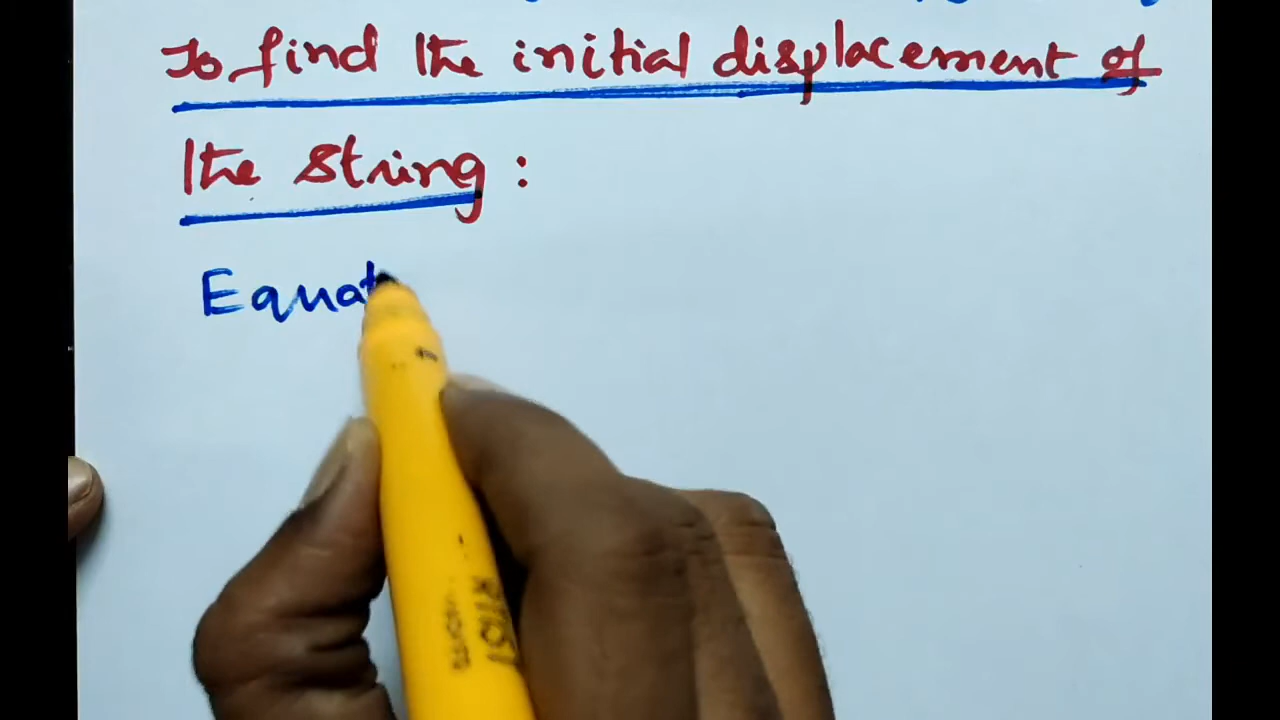 To find the initial displacement of
the string :
Equat